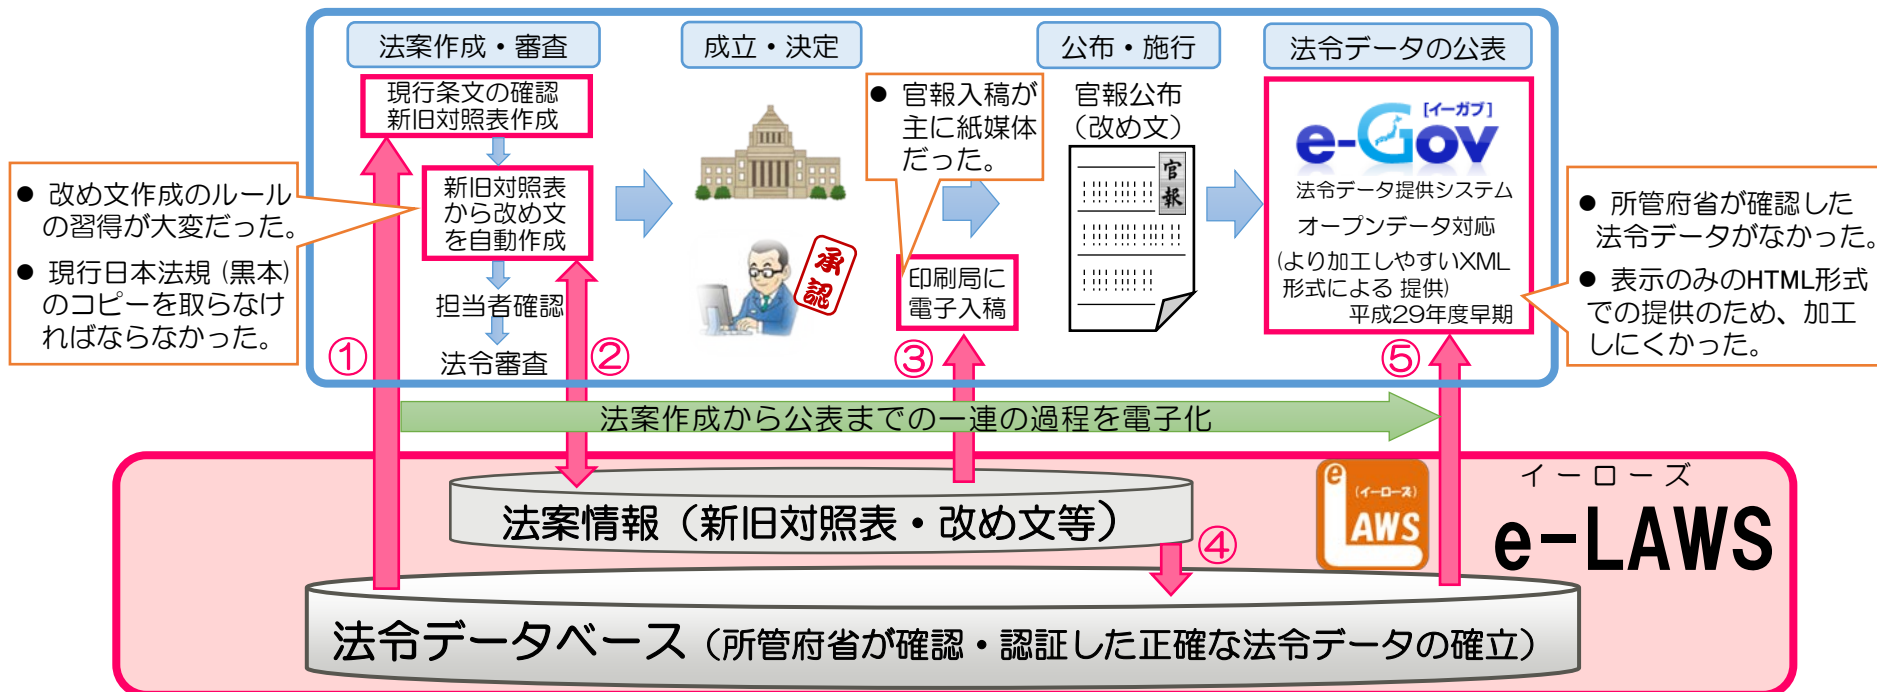 法案作成・審査
成立・決定
公布・施行
法令データの公表
現行条文の確認
新旧対照表作成
新旧対照表
から改め文
を自動作成
担当者確認
法令審査
● 改め文作成のルール
の習得が大変だった。
● 現行日本法規(黒本)
のコピーを取らなけ
ればならなかった。
承認
● 官報入稿が
主に紙媒体
だった。
印刷局に
電子入稿
官報公布
(改め文)
官報
[イーガブ]
e-Gov
法令データ提供システム
オープンデータ対応
(より加工しやすいXML
形式による 提供)
平成29年度早期
● 所管府省が確認した
法令データがなかった。
● 表示のみのHTML形式
での提供のため、加工
しにくかった。
①
②
③
⑤
法案作成から公表までの一連の過程を電子化
法案情報(新旧対照表・改め文等)
④
e
(イーローズ)
LAWS
イーローズ
e-LAWS
法令データベース(所管府省が確認・認証した正確な法令データの確立)